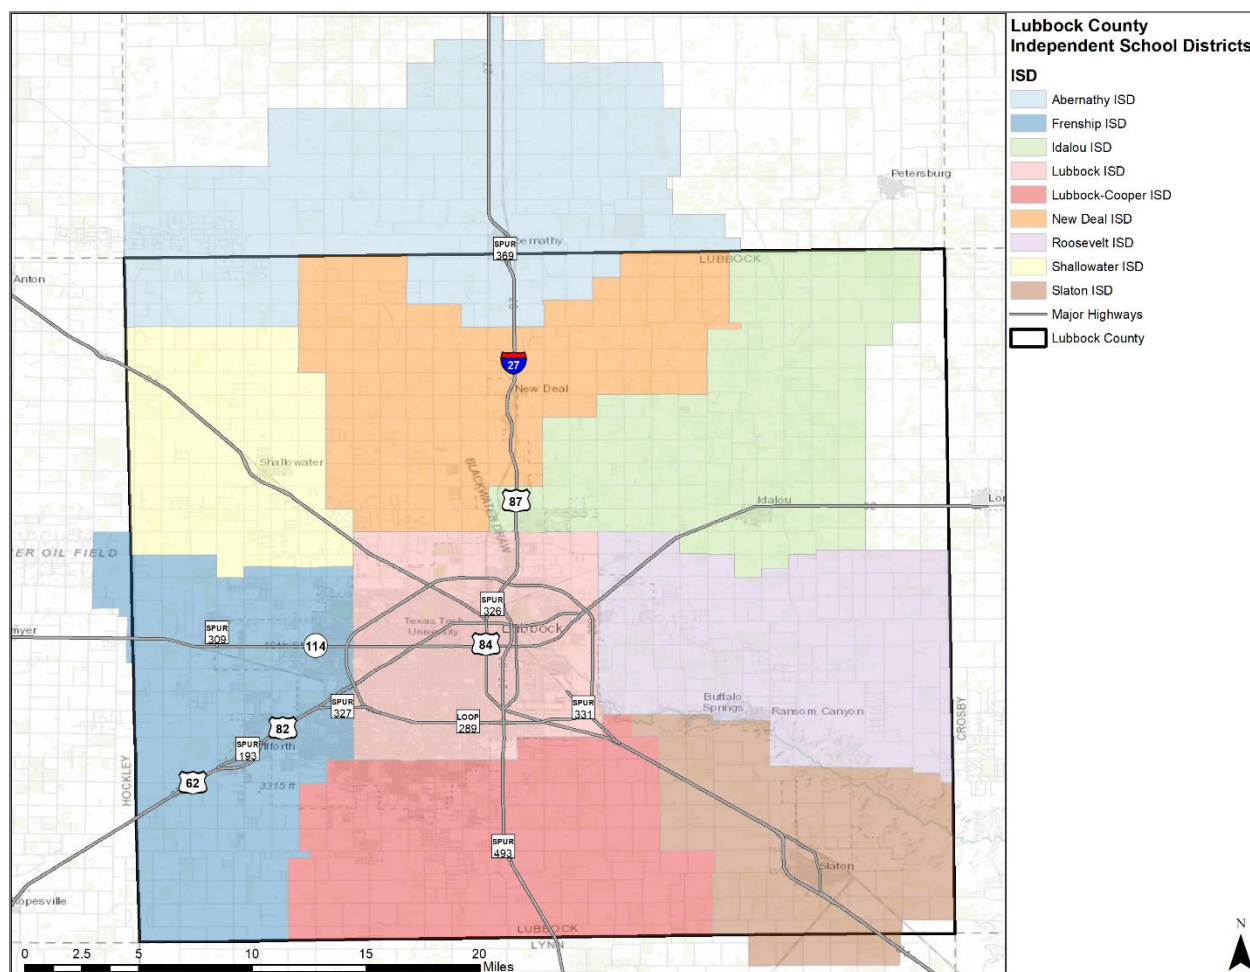 Lubbock County
Independent School Districts
ISD
Abernathy ISD
Frenship ISD
Idalou ISD
Lubbock ISD
Lubbock-Cooper ISD
New Deal ISD
Roosevelt ISD
Shallowater ISD
Slaton ISD
Major Highways
Lubbock County
Petersburg
SPUR
369
LUBBOCK
Anton
27
New Deal
Shallowater
BLACKWATER DRAW
87
Idalou
OIL FIELD
SPUR
326
Texas Tech
University
Lubbock
SPUR
309
114
84
SPUR
327
LOOP
289
SPUR
331
Buffalo
Springs
Ransom Canyon
CROSBY
82
SPUR
193
62
3315 ft
HOCKLEY
SPUR
493
Slaton
LUBBOCK
LYNN
0 2.5 5 10 15 20
Miles
N